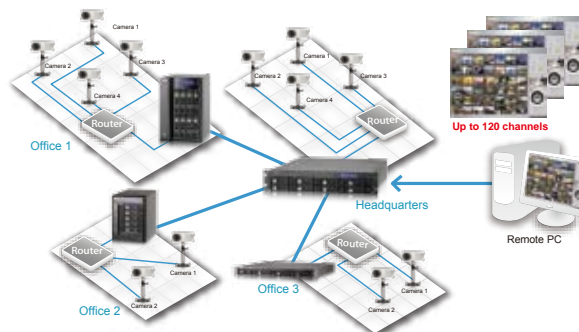 Camera 1
Camera 2
Camera 3
Camera 4
Router
Office 1
Camera 1
Camera 2
Camera 3
Camera 4
Router
Up to 120 channels
Headquarters
Remote PC
Router
Camera 1
Camera 2
Office 2
Router
Camera 1
Camera 2
Office 3